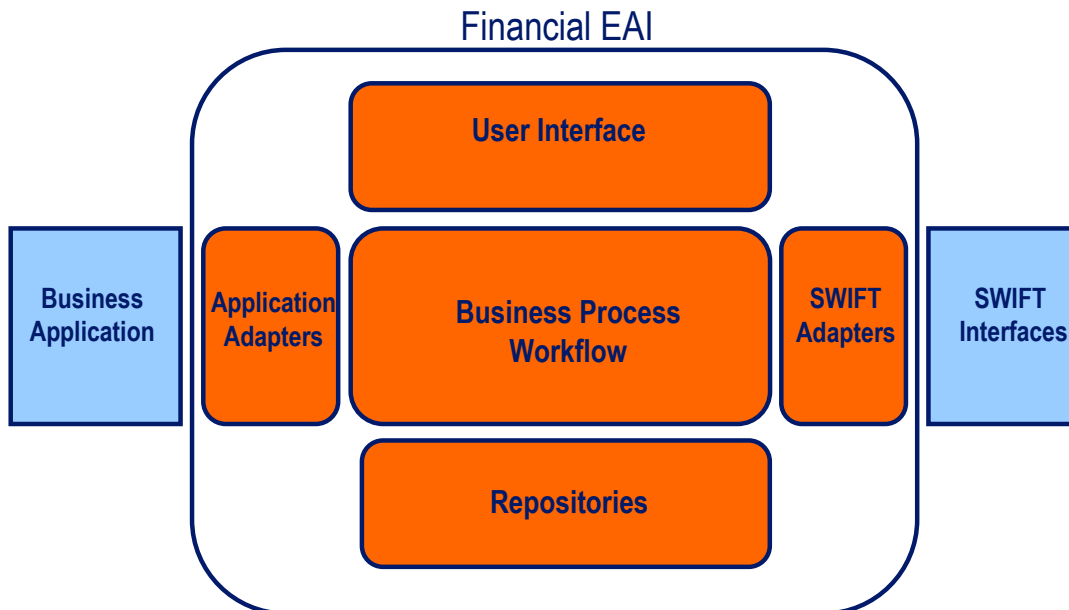 Financial EAI
User Interface
Business
Application
Application
Adapters
Business Process
Workflow
SWIFT
Adapters
SWIFT
Interfaces
Repositories